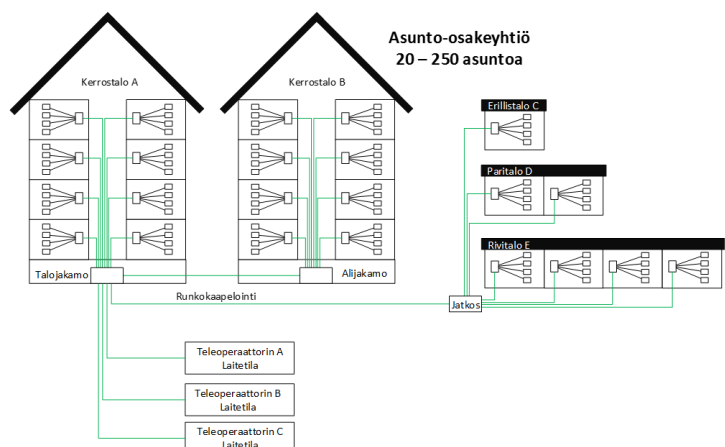 Asunto-osakeyhtiö
20 – 250 asuntoa
Kerrostalo A
Kerrostalo B
Erillistalo C
Paritalo D
Rivitalo E
Talojakamo
Alijakamo
Runkokaapelointi
Jatkos
Teleoperaattorin A
Laitetila
Teleoperaattorin B
Laitetila
Teleoperaattorin C
Laitetila